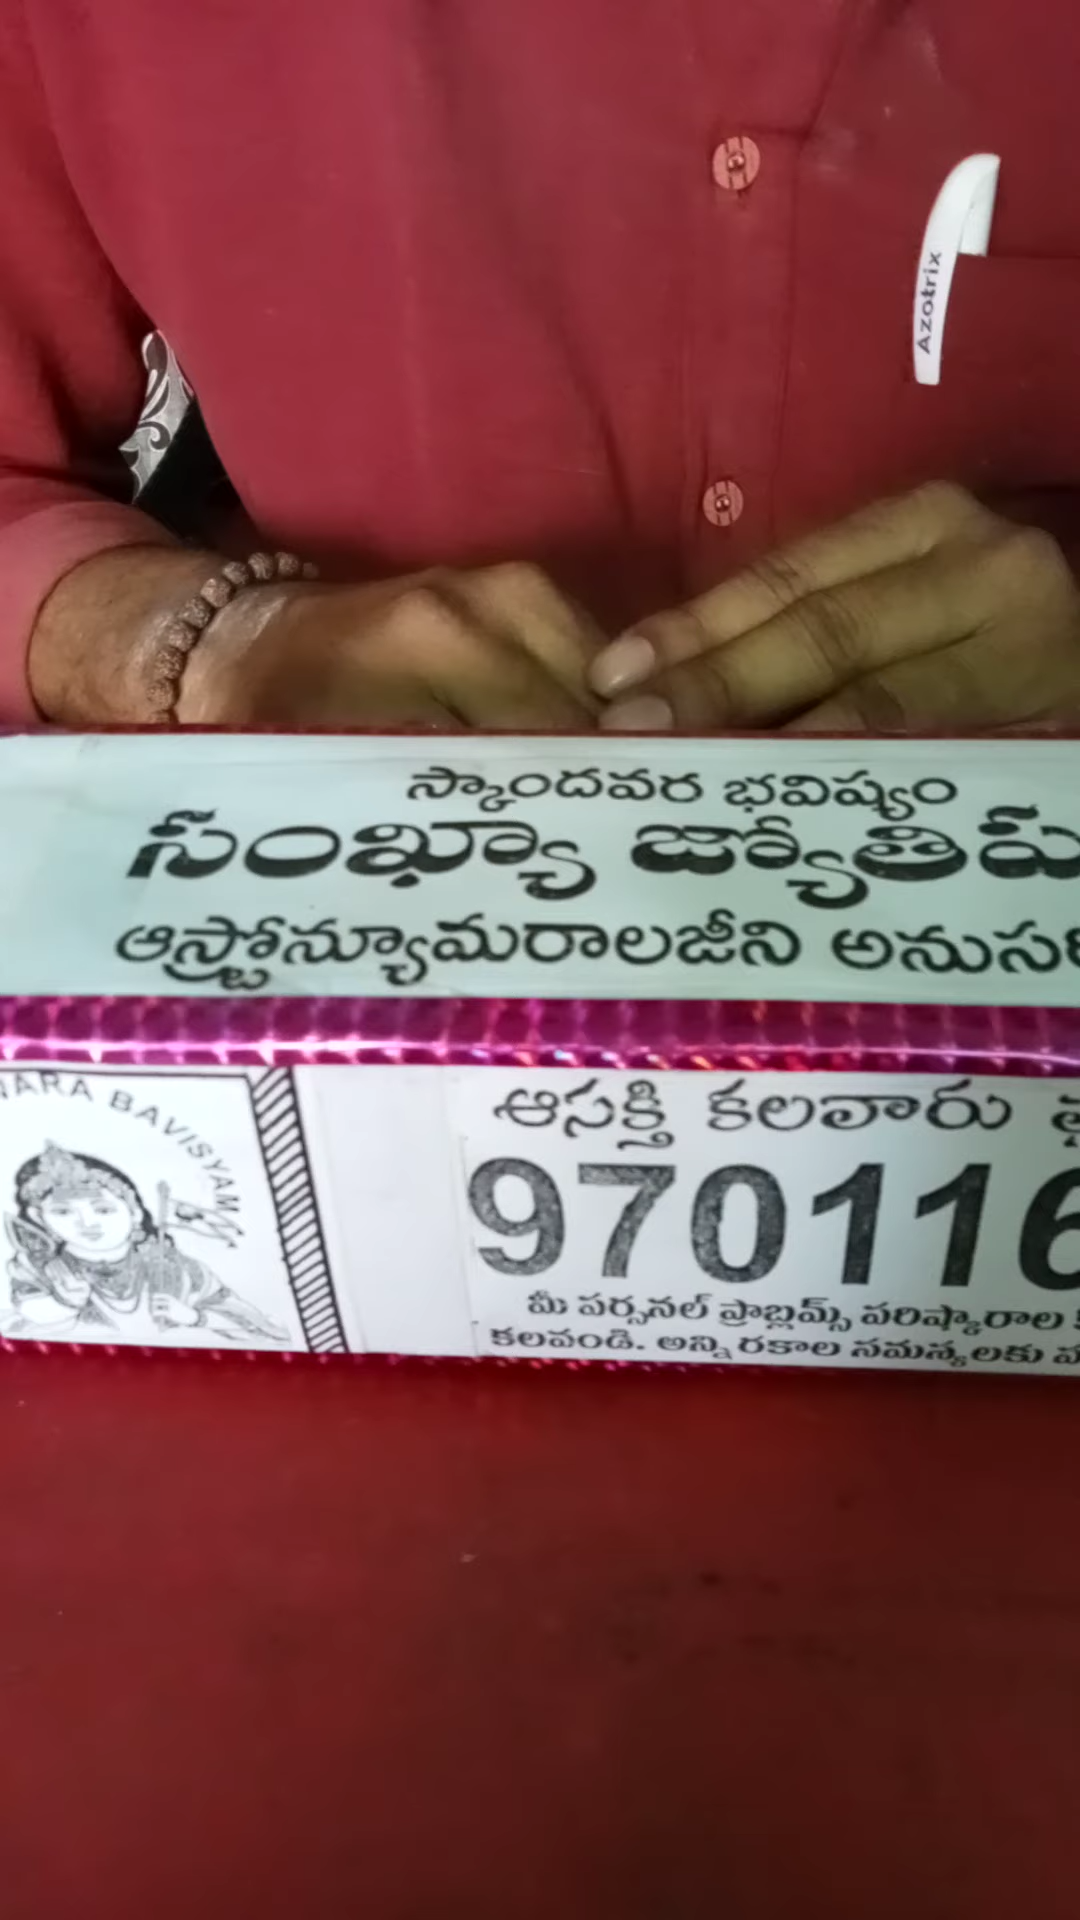 Azotrix
స్కాందవర భవిష్యం
సంఖ్యా జ్యోతిష
ఆస్ట్రోన్యూమరాలజీని అనుసర
ARA BAVISYAM
ఆసక్తి కలవారు
970116
మీ పర్సనల్ ప్రాబ్లమ్స్ పరిష్కారాల
కలవండి. అన్ని రకాల సమస్యలకు